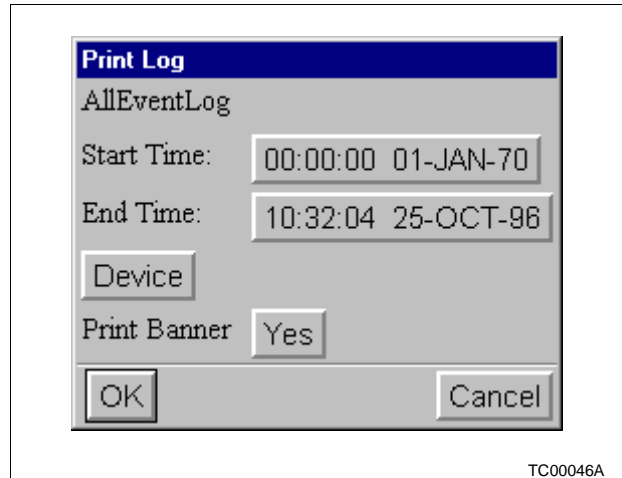 Print Log
AllEventLog
Start Time: 00:00:00 01-JAN-70
End Time: 10:32:04 25-OCT-96
Device
Print Banner Yes
OK Cancel
TC00046A